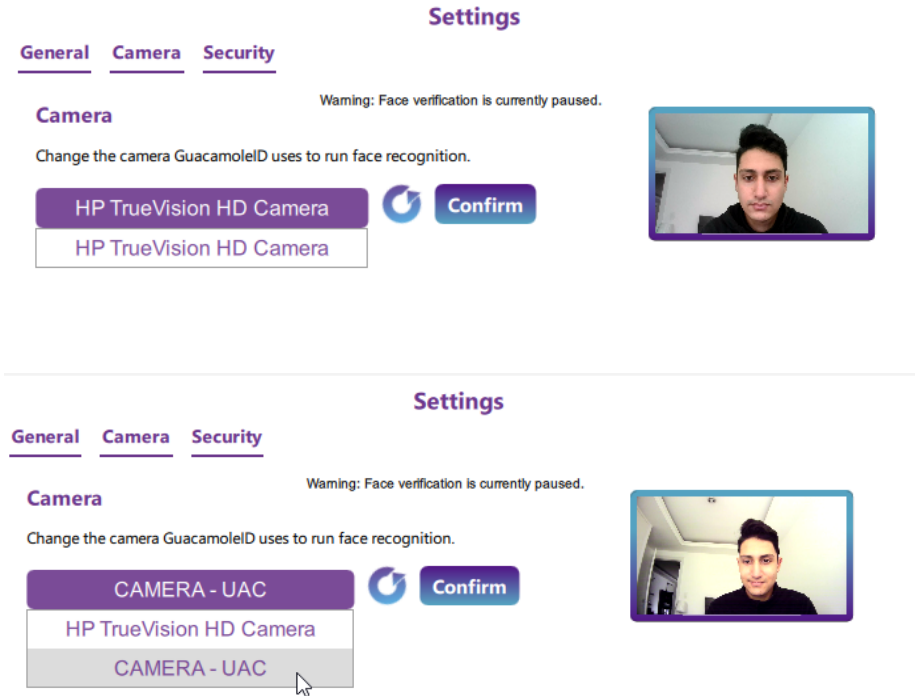 Settings
General Camera Security
Warning: Face verification is currently paused.
Camera
Change the camera GuacamoleID uses to run face recognition.
HP TrueVision HD Camera Confirm
HP TrueVision HD Camera
Settings
General Camera Security
Warning: Face verification is currently paused.
Camera
Change the camera GuacamoleID uses to run face recognition.
CAMERA - UAC Confirm
HP TrueVision HD Camera
CAMERA - UAC